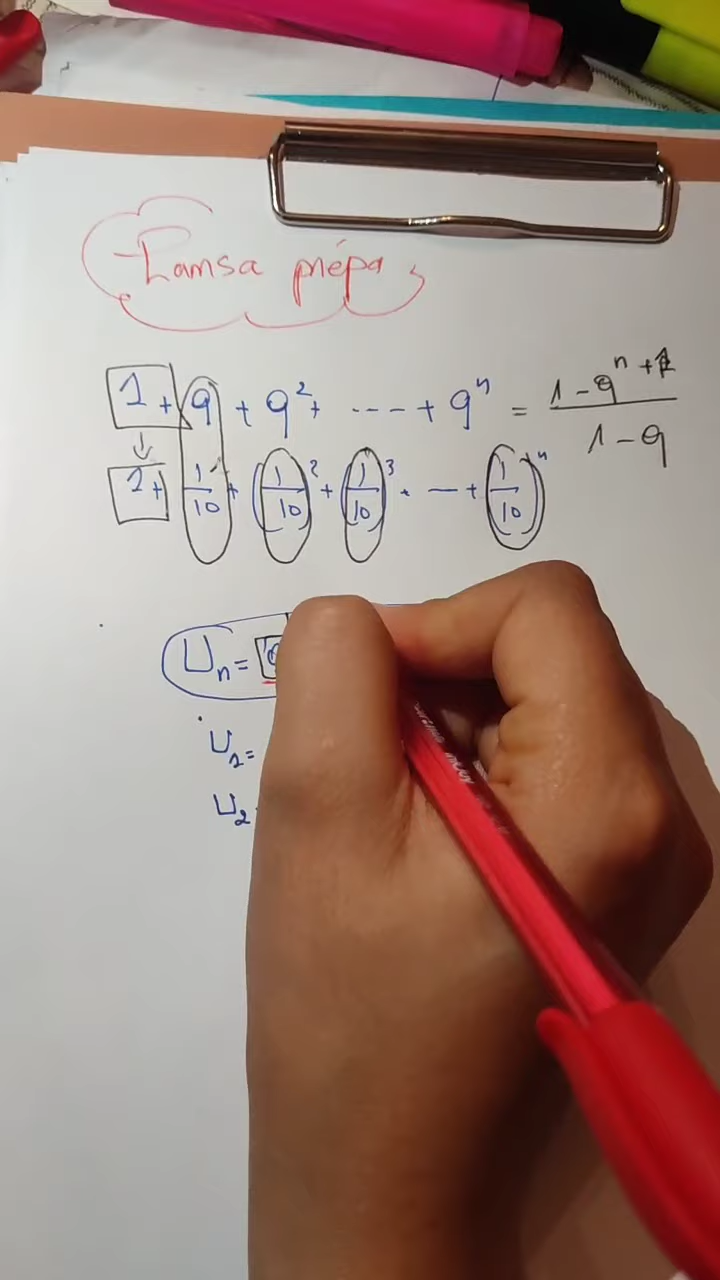 Lamsa prépa
1 + q + q² + ---- + qⁿ = (1 - qⁿ⁺¹)/(1 - q)
1 + 1/10 + (1/10)² + (1/10)³ + — + (1/10)ⁿ
Uₙ =
U₁ =
U₂